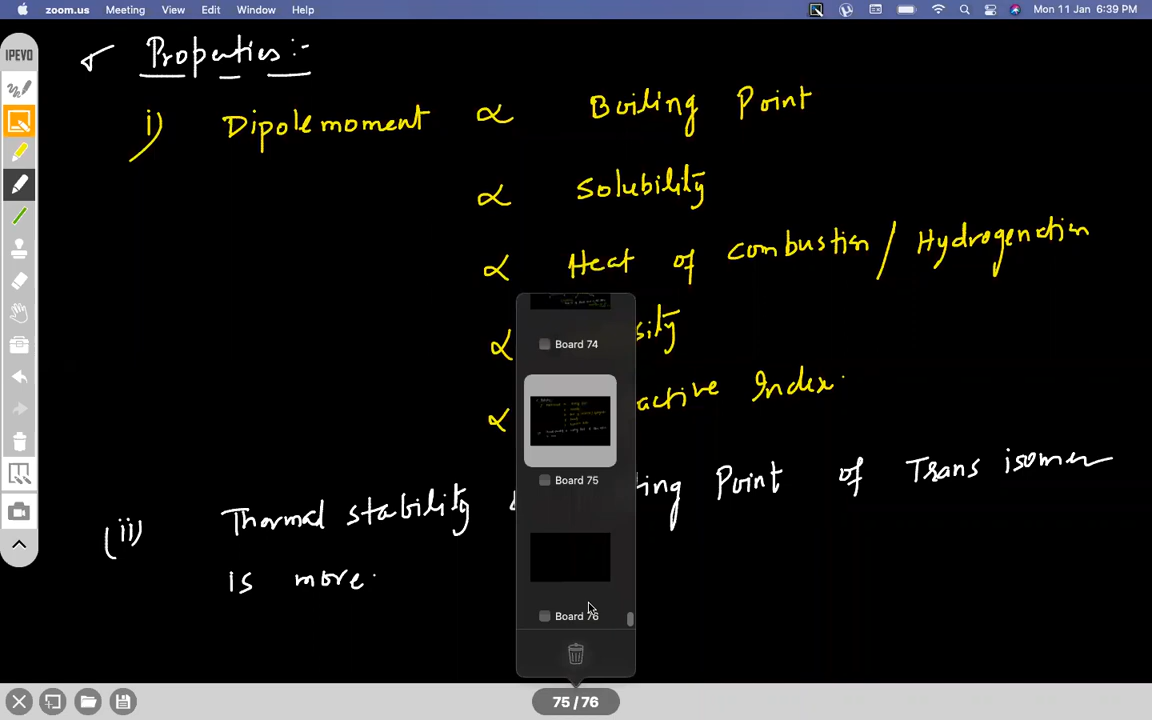 zoom.us Meeting View Edit Window Help Mon 11 Jan 6:39 PM
IPEVO
Properties :-
i) Dipolemoment ∝ Boiling Point
∝ Solubility
∝ Heat of combustion / Hydrogenation
∝
∝ Index.
(ii) Thermal stability Point of Trans isomer
is more.
Board 74
Board 75
Board 76
75 / 76